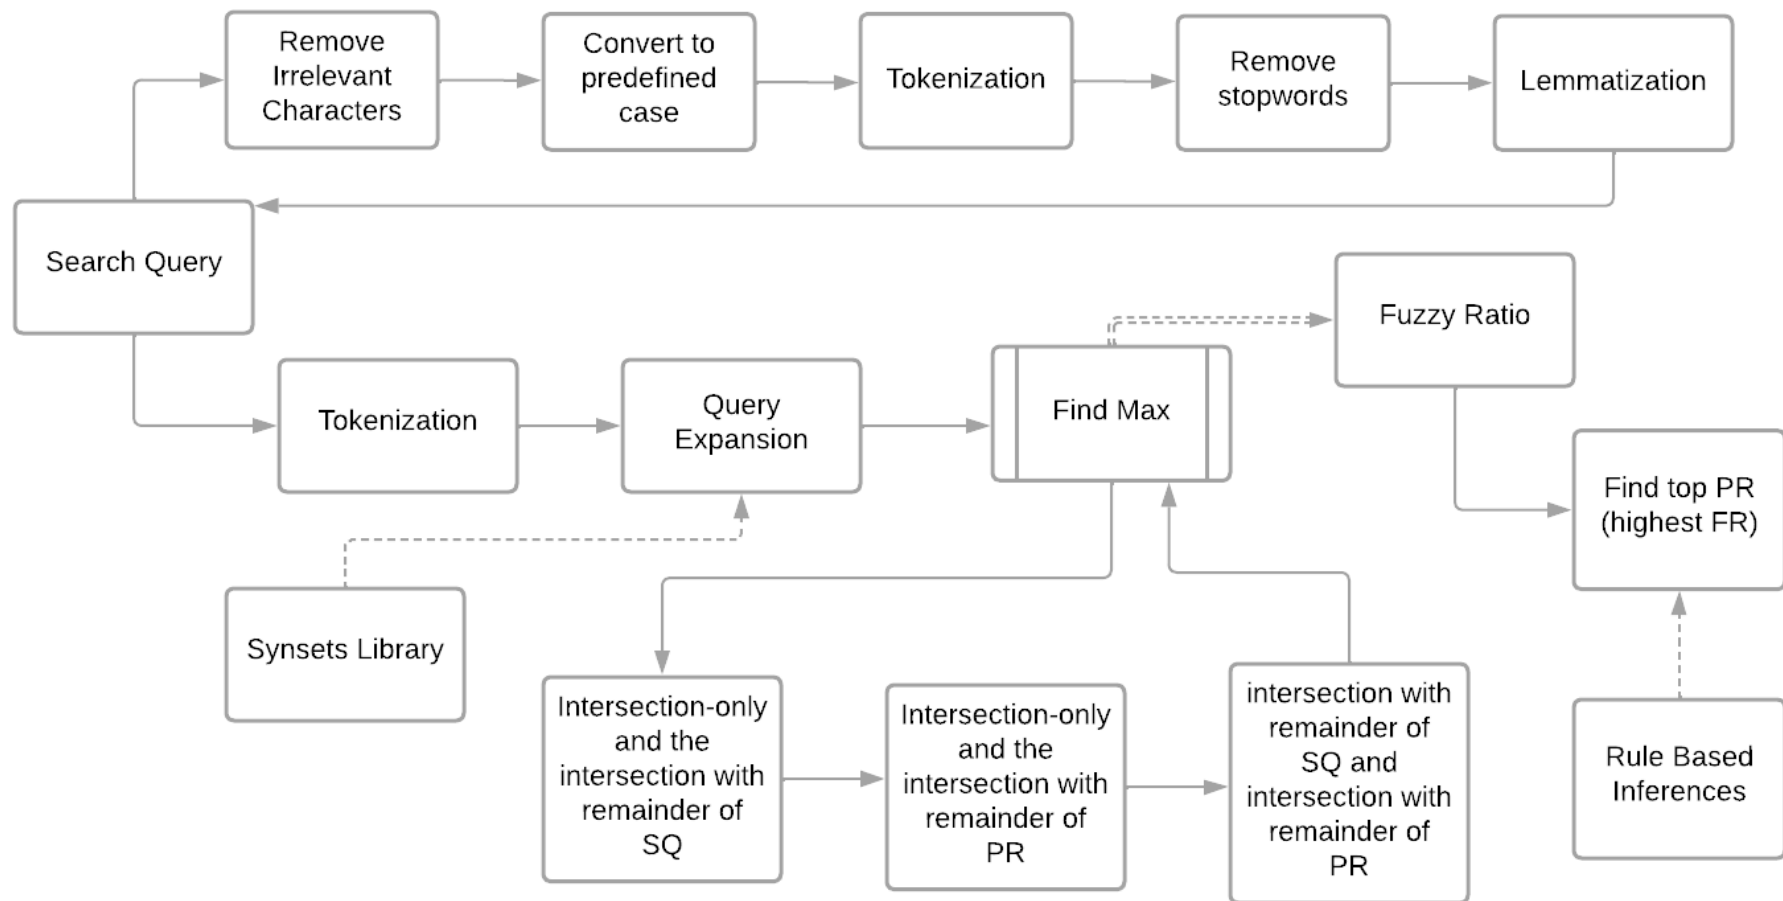 Remove
Irrelevant
Characters
Convert to
predefined
case
Tokenization
Remove
stopwords
Lemmatization
Search Query
Fuzzy Ratio
Tokenization
Query
Expansion
Find Max
Find top PR
(highest FR)
Synsets Library
Intersection-only
and the
intersection with
remainder of
SQ
Intersection-only
and the
intersection with
remainder of
PR
intersection with
remainder of
SQ and
intersection with
remainder of
PR
Rule Based
Inferences